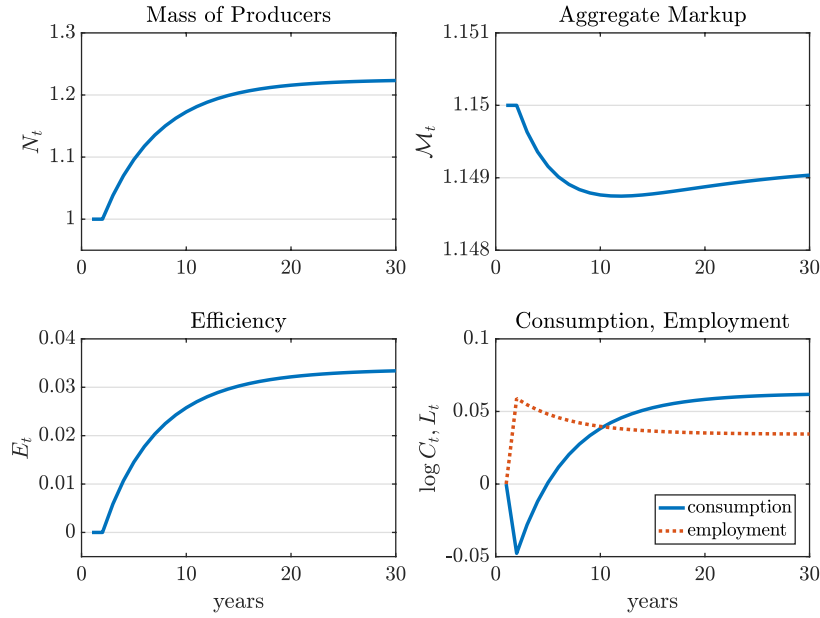 Mass of Producers
1.3
1.2
1.1
1
N_t
0 10 20 30
Aggregate Markup
1.151
1.15
1.149
1.148
ℳ_t
0 10 20 30
Efficiency
0.04
0.03
0.02
0.01
0
E_t
0 10 20 30
years
Consumption, Employment
0.1
0.05
0
-0.05
log C_t, L_t
consumption
employment
0 10 20 30
years